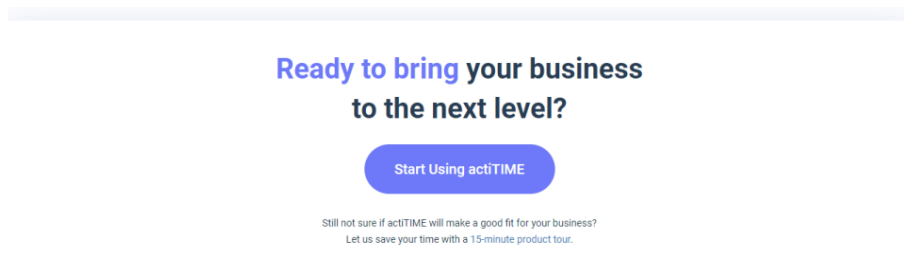 Ready to bring your business
to the next level?
Start Using actiTIME
Still not sure if actiTIME will make a good fit for your business?
Let us save your time with a 15-minute product tour.